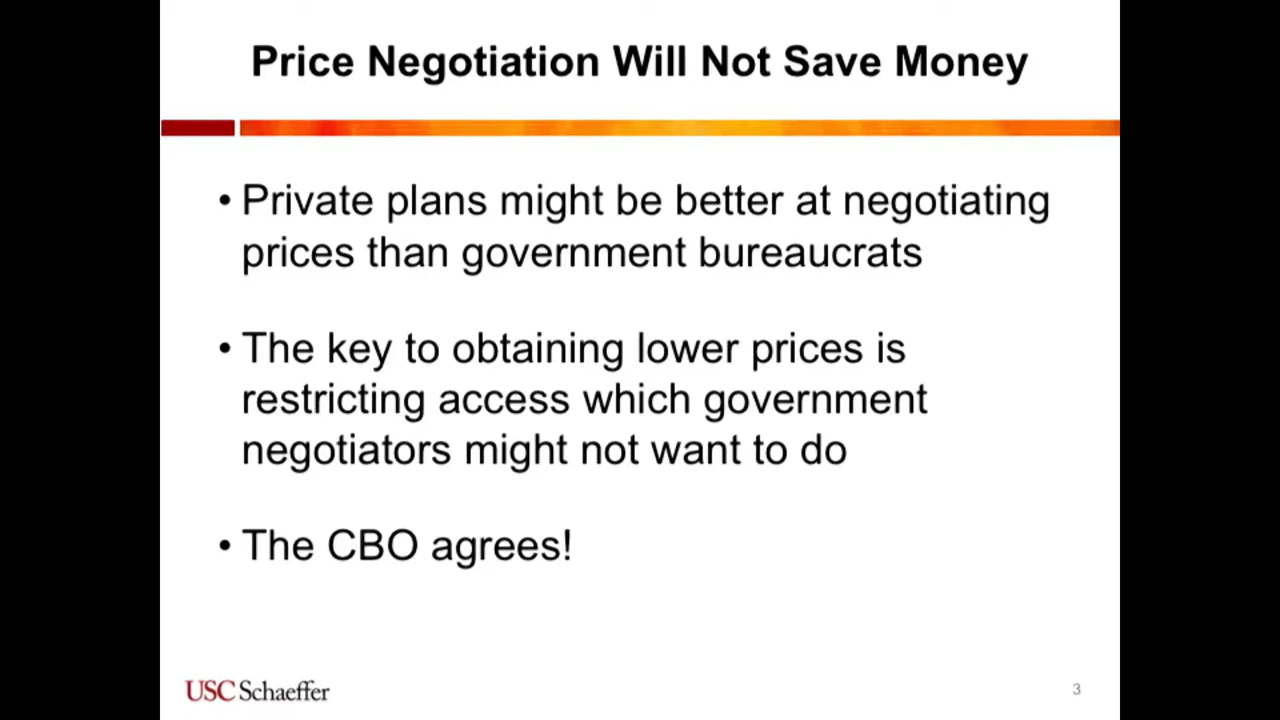 Price Negotiation Will Not Save Money
• Private plans might be better at negotiating
prices than government bureaucrats
• The key to obtaining lower prices is
restricting access which government
negotiators might not want to do
• The CBO agrees!
USC Schaeffer
3